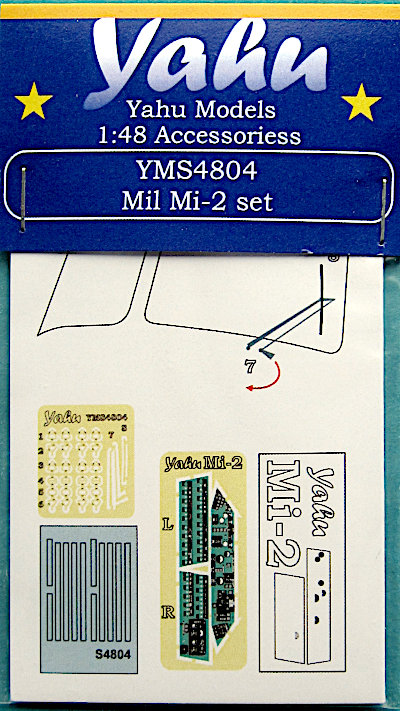 Yahu
Yahu Models
1:48 Accessoriess
YMS4804
Mil Mi-2 set
7
Yahu YMS4804
1
2
3
4
5
6
7
8
Yahu Mi-2
L
R
Yahu
Mi-2
S4804